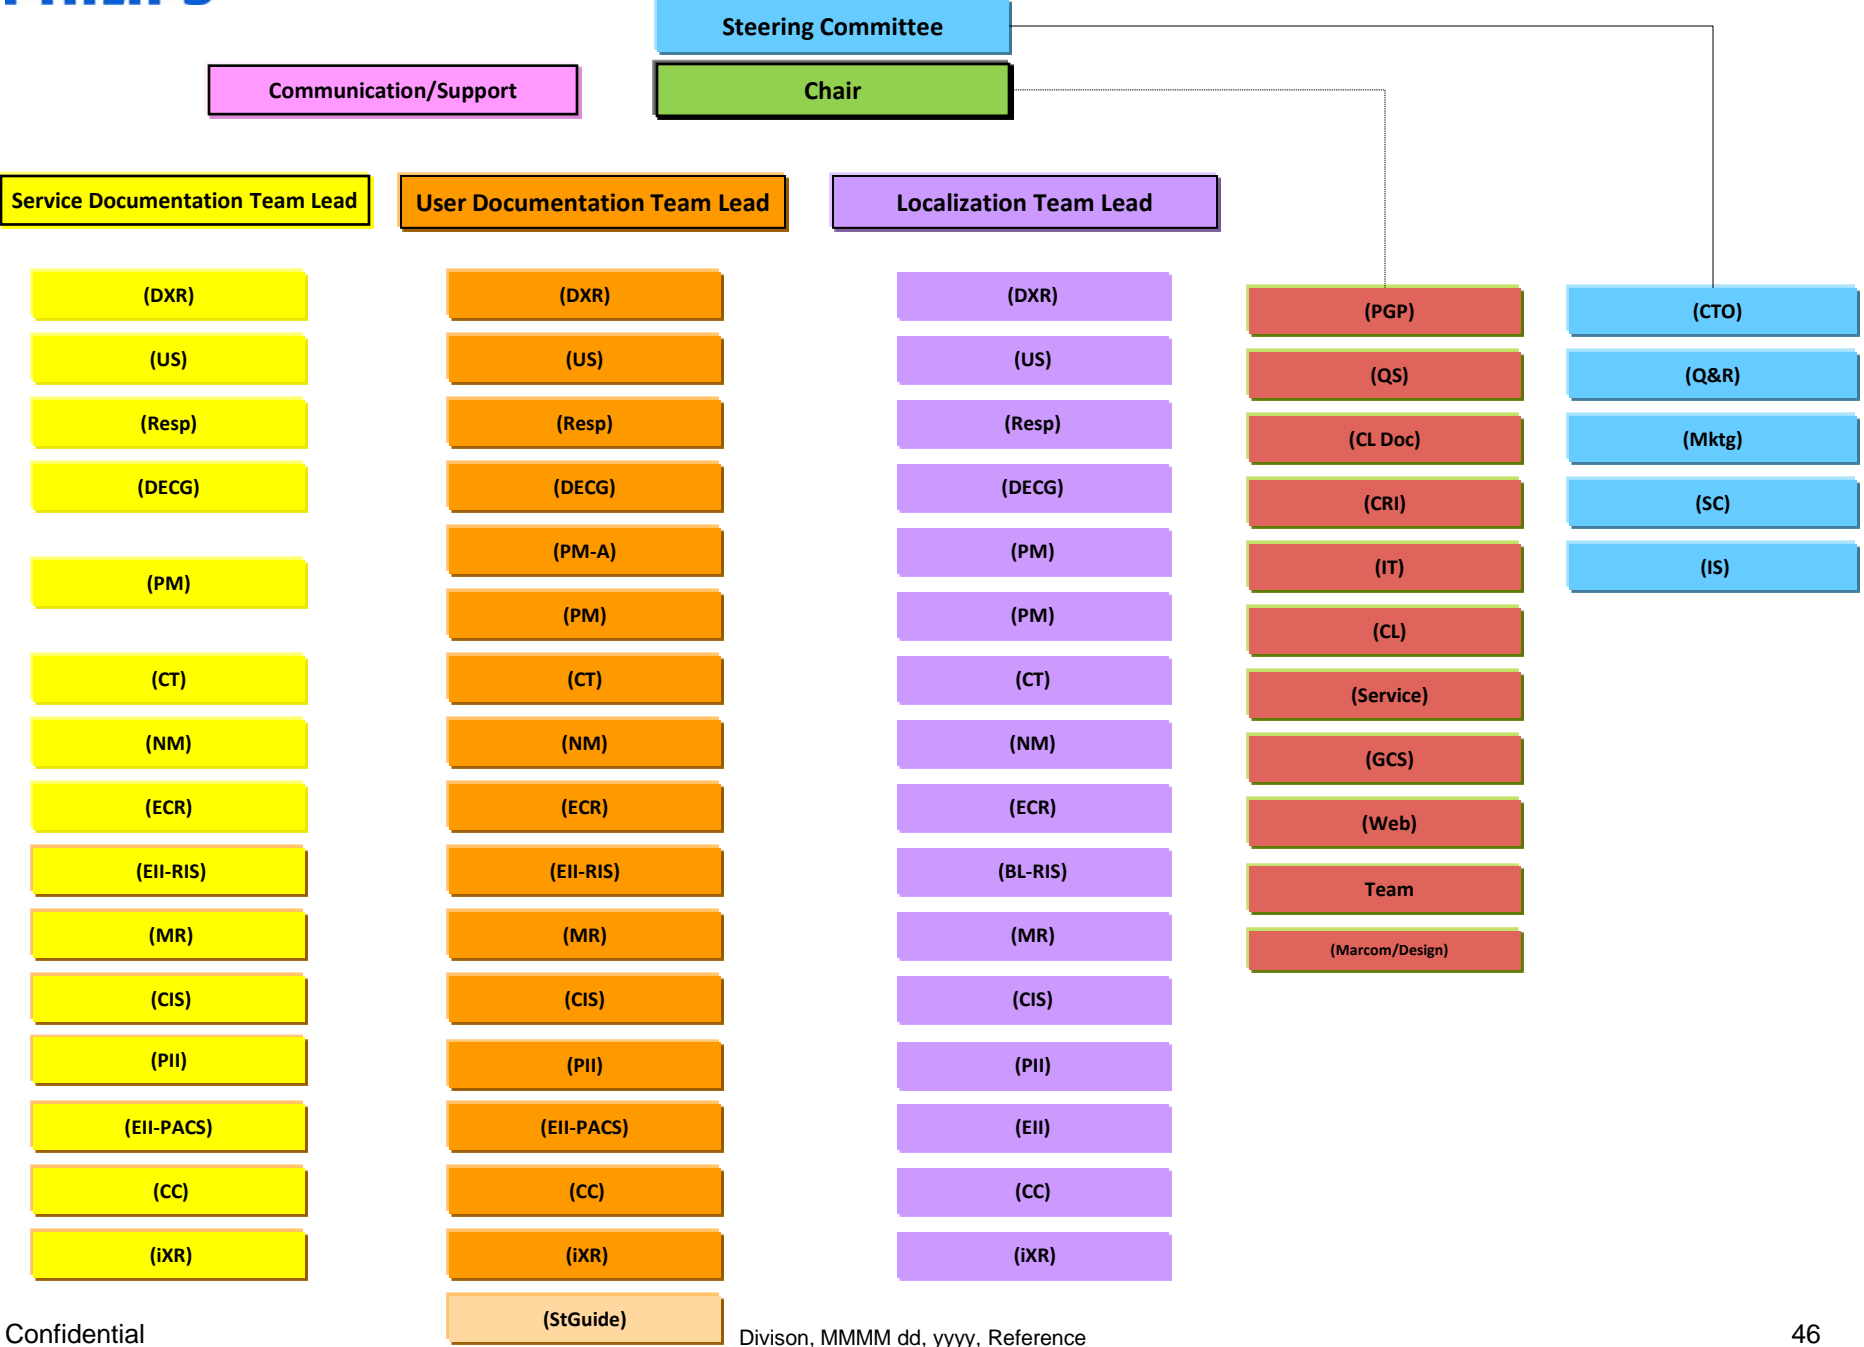 Steering Committee
Communication/Support
Chair
Service Documentation Team Lead
User Documentation Team Lead
Localization Team Lead
(DXR)
(US)
(Resp)
(DECG)
(PM)
(CT)
(NM)
(ECR)
(EII-RIS)
(MR)
(CIS)
(PII)
(EII-PACS)
(CC)
(iXR)
(DXR)
(US)
(Resp)
(DECG)
(PM-A)
(PM)
(CT)
(NM)
(ECR)
(EII-RIS)
(MR)
(CIS)
(PII)
(EII-PACS)
(CC)
(iXR)
(StGuide)
(DXR)
(US)
(Resp)
(DECG)
(PM)
(PM)
(CT)
(NM)
(ECR)
(BL-RIS)
(MR)
(CIS)
(PII)
(EII)
(CC)
(iXR)
(PGP)
(QS)
(CL Doc)
(CRI)
(IT)
(CL)
(Service)
(GCS)
(Web)
Team
(Marcom/Design)
(CTO)
(Q&R)
(Mktg)
(SC)
(IS)
Confidential
Divison, MMMM dd, yyyy, Reference
46